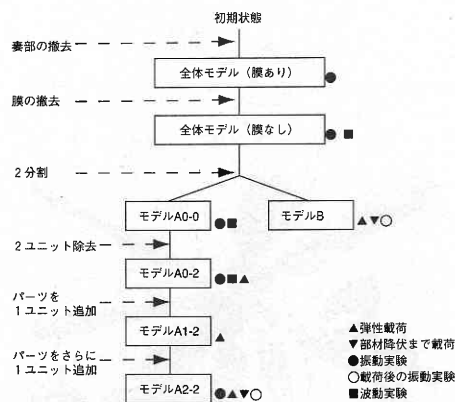 初期状態
妻部の撤去
全体モデル（膜あり）●
膜の撤去
全体モデル（膜なし）●■
2分割
モデルA0-0 ●■
モデルB ▲▼○
2ユニット除去
モデルA0-2 ●■▲
パーツを
1ユニット追加
モデルA1-2 ▲
パーツをさらに
1ユニット追加
モデルA2-2 ●▲▼○
▲弾性載荷
▼部材降伏まで載荷
●振動実験
○載荷後の振動実験
■波動実験